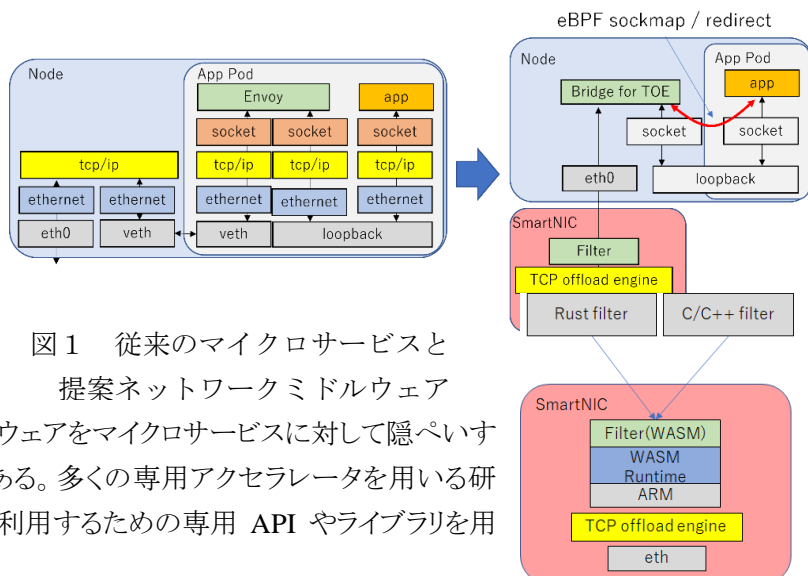 Node
App Pod
Envoy
app
socket
socket
socket
tcp/ip
tcp/ip
tcp/ip
tcp/ip
ethernet
ethernet
ethernet
ethernet
ethernet
eth0
veth
veth
loopback
eBPF sockmap / redirect
Node
App Pod
app
Bridge for TOE
socket
socket
eth0
loopback
SmartNIC
Filter
TCP offload engine
Rust filter
C/C++ filter
SmartNIC
Filter(WASM)
WASM
Runtime
ARM
TCP offload engine
eth
図１ 従来のマイクロサービスと
提案ネットワークミドルウェア
ウェアをマイクロサービスに対して隠ぺいす
ある。多くの専用アクセラレータを用いる研
利用するための専用 API やライブラリを用